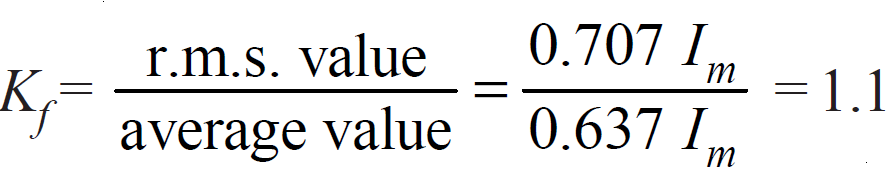 K_f = r.m.s. value / average value = 0.707 I_m / 0.637 I_m = 1.1